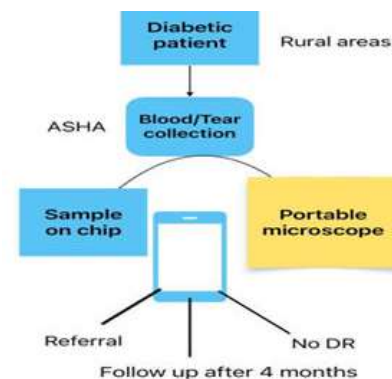 Diabetic
patient
Rural areas
ASHA
Blood/Tear
collection
Sample
on chip
Portable
microscope
Referral
No DR
Follow up after 4 months